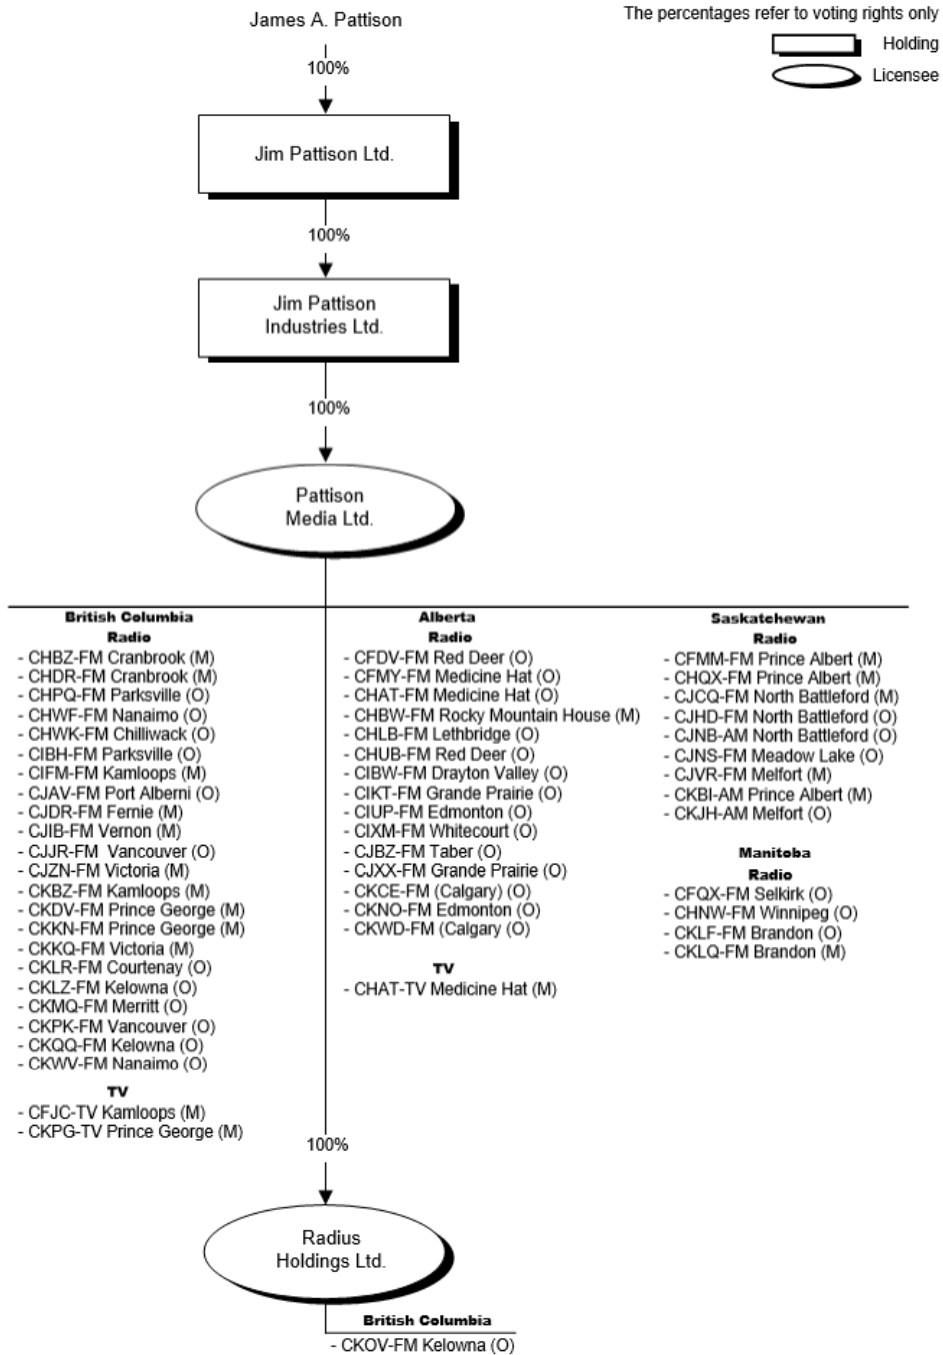 James A. Pattison
The percentages refer to voting rights only
Holding
Licensee
100%
Jim Pattison Ltd.
100%
Jim Pattison
Industries Ltd.
100%
Pattison
Media Ltd.
British Columbia
Radio
- CHBZ-FM Cranbrook (M)
- CHDR-FM Cranbrook (M)
- CHPQ-FM Parksville (O)
- CHWF-FM Nanaimo (O)
- CHWK-FM Chilliwack (O)
- CIBH-FM Parksville (O)
- CIFM-FM Kamloops (M)
- CJAV-FM Port Alberni (O)
- CJDR-FM Fernie (M)
- CJIB-FM Vernon (M)
- CJJR-FM Vancouver (O)
- CJZN-FM Victoria (M)
- CKBZ-FM Kamloops (M)
- CKDV-FM Prince George (M)
- CKKN-FM Prince George (M)
- CKKQ-FM Victoria (M)
- CKLR-FM Courtenay (O)
- CKLZ-FM Kelowna (O)
- CKMQ-FM Merritt (O)
- CKPK-FM Vancouver (O)
- CKQQ-FM Kelowna (O)
- CKWV-FM Nanaimo (O)
TV
- CFJC-TV Kamloops (M)
- CKPG-TV Prince George (M)
Alberta
Radio
- CFDV-FM Red Deer (O)
- CFMY-FM Medicine Hat (O)
- CHAT-FM Medicine Hat (O)
- CHBW-FM Rocky Mountain House (M)
- CHLB-FM Lethbridge (O)
- CHUB-FM Red Deer (O)
- CIBW-FM Drayton Valley (O)
- CIKT-FM Grande Prairie (O)
- CIUP-FM Edmonton (O)
- CIXM-FM Whitecourt (O)
- CJBZ-FM Taber (O)
- CJXX-FM Grande Prairie (O)
- CKCE-FM (Calgary) (O)
- CKNO-FM Edmonton (O)
- CKWD-FM (Calgary (O)
TV
- CHAT-TV Medicine Hat (M)
Saskatchewan
Radio
- CFMM-FM Prince Albert (M)
- CHQX-FM Prince Albert (M)
- CJCQ-FM North Battleford (M)
- CJHD-FM North Battleford (O)
- CJNB-AM North Battleford (O)
- CJNS-FM Meadow Lake (O)
- CJVR-FM Melfort (M)
- CKBI-AM Prince Albert (M)
- CKJH-AM Melfort (O)
Manitoba
Radio
- CFQX-FM Selkirk (O)
- CHNW-FM Winnipeg (O)
- CKLF-FM Brandon (O)
- CKLQ-FM Brandon (M)
100%
Radius
Holdings Ltd.
British Columbia
- CKOV-FM Kelowna (O)